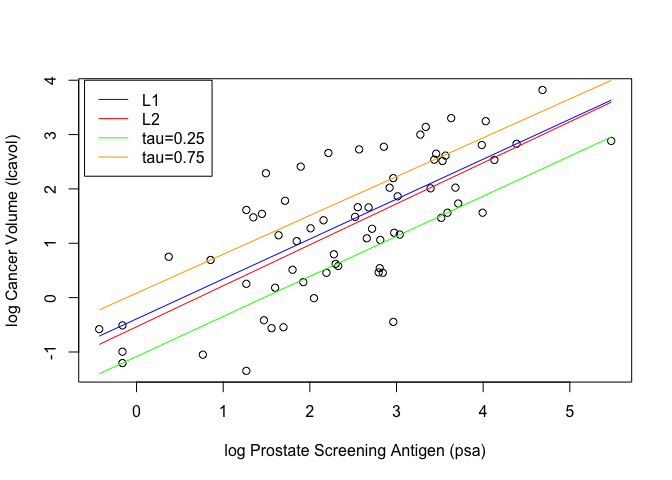 L1
L2
tau=0.25
tau=0.75
4
3
2
1
0
-1
log Cancer Volume (lcavol)
0 1 2 3 4 5
log Prostate Screening Antigen (psa)